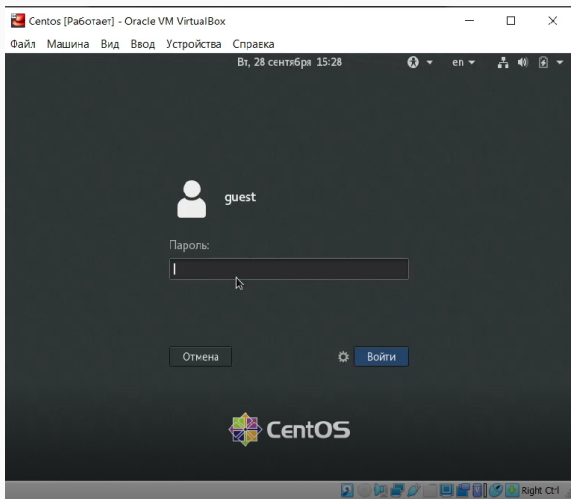 Centos [Работает] - Oracle VM VirtualBox
Файл Машина Вид Ввод Устройства Справка
Вт, 28 сентября 15:28 en
guest
Пароль:
Отмена Войти
CentOS
Right Ctrl